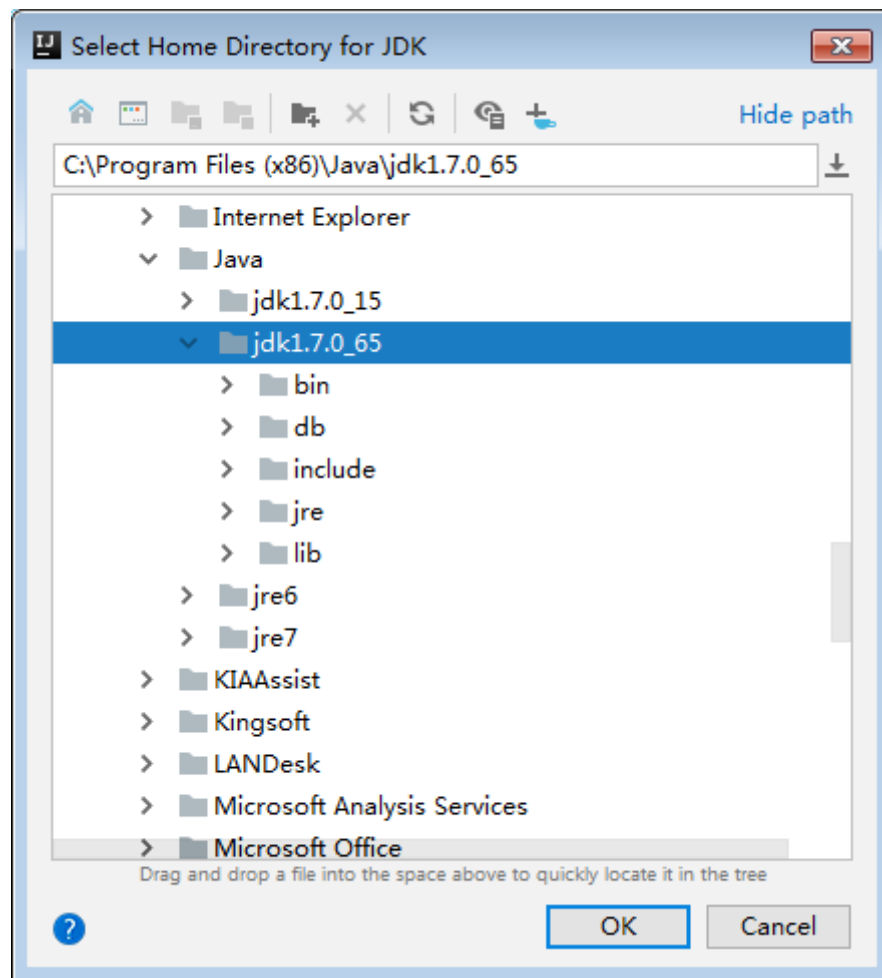 IJ Select Home Directory for JDK
Hide path
C:\Program Files (x86)\Java\jdk1.7.0_65
Internet Explorer
Java
jdk1.7.0_15
jdk1.7.0_65
bin
db
include
jre
lib
jre6
jre7
KIAAssist
Kingsoft
LANDesk
Microsoft Analysis Services
Microsoft Office
Drag and drop a file into the space above to quickly locate it in the tree
? OK Cancel